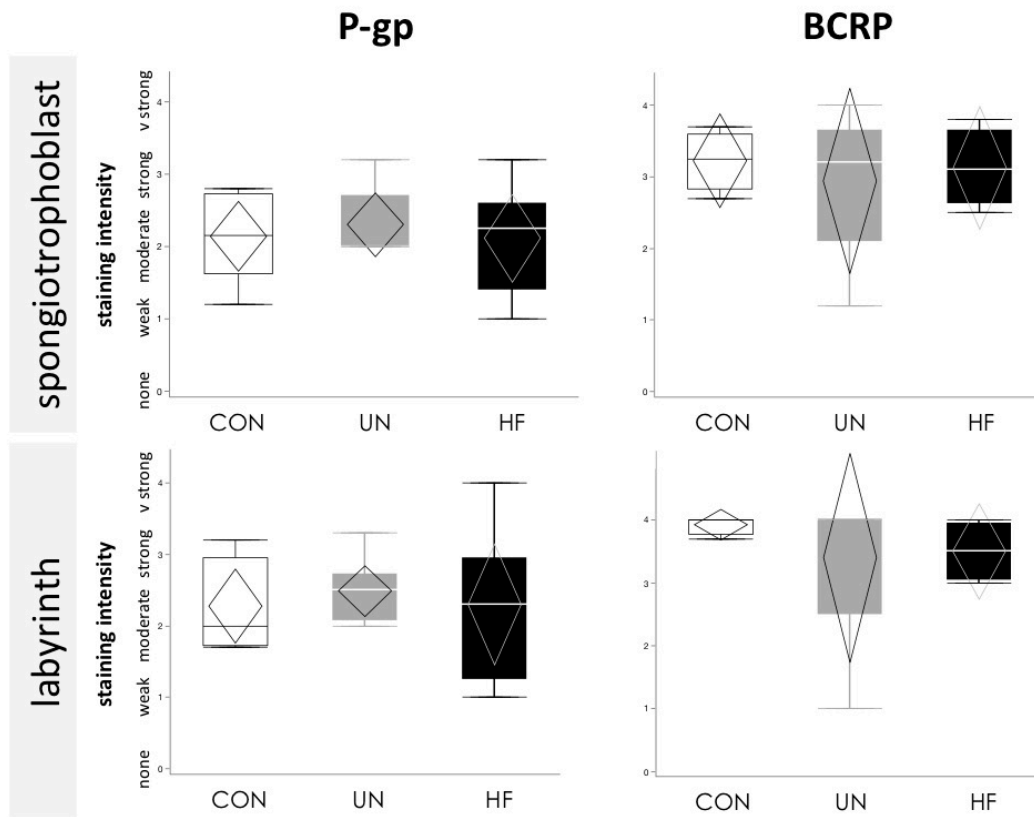 P-gp
BCRP
spongiotrophoblast
staining intensity
none weak moderate strong v strong
4
3
2
1
0
CON UN HF
4
3
2
1
0
CON UN HF
labyrinth
staining intensity
none weak moderate strong v strong
4
3
2
1
0
CON UN HF
4
3
2
1
0
CON UN HF